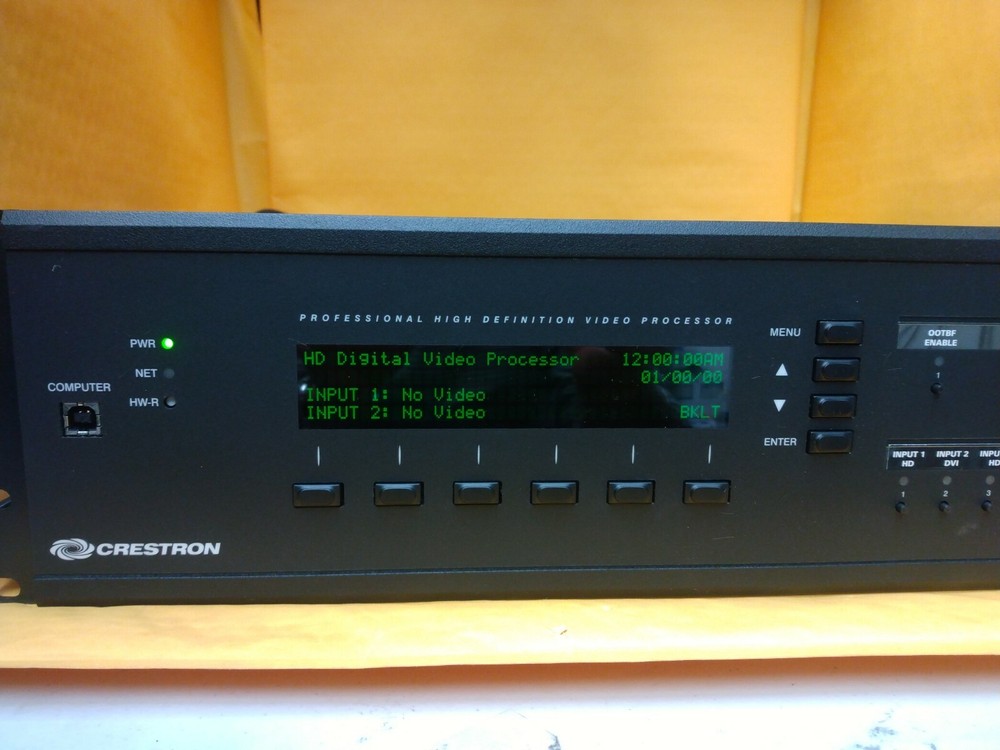 PROFESSIONAL HIGH DEFINITION VIDEO PROCESSOR
PWR
NET
HW-R
COMPUTER
HD Digital Video Processor 12:00:00AM
01/00/00
INPUT 1: No Video
INPUT 2: No Video BKLT
MENU
ENTER
OOTBF
ENABLE
1
INPUT 1 INPUT 2 INPU
HD DVI HD
1 2 3
CRESTRON